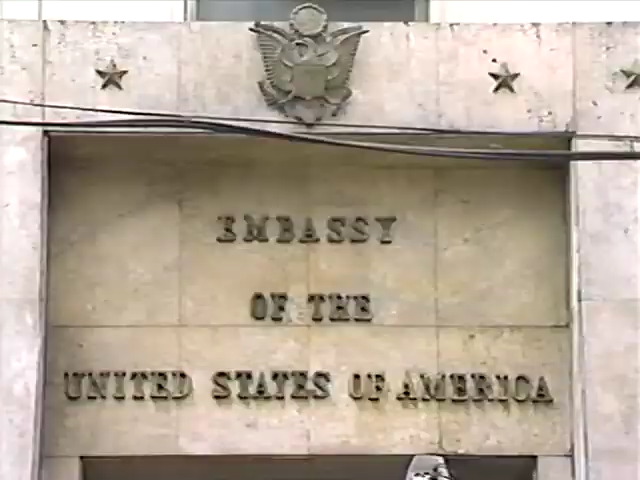 EMBASSY
OF THE
UNITED STATES OF AMERICA